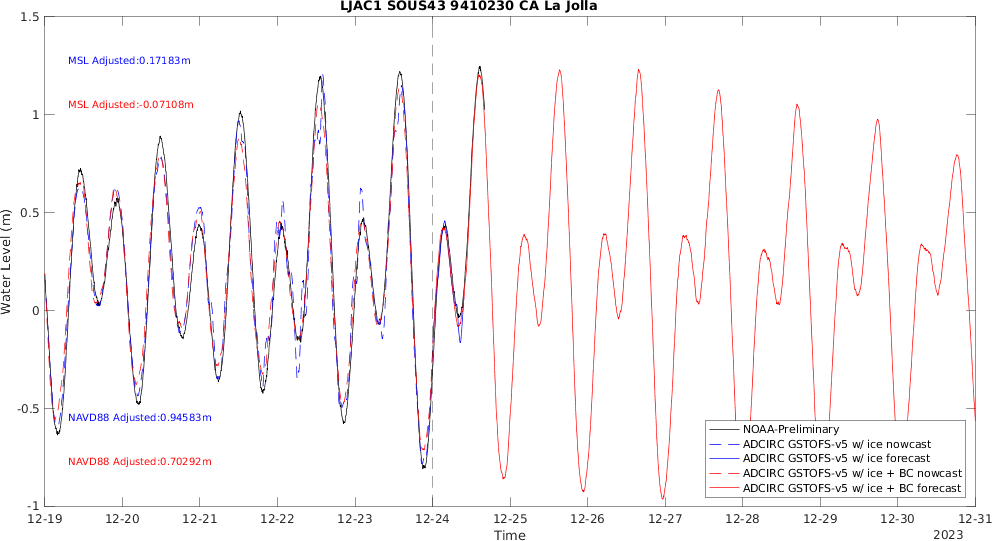 LJAC1 SOUS43 9410230 CA La Jolla
1.5
1
0.5
0
-0.5
-1
Water Level (m)
MSL Adjusted:0.17183m
MSL Adjusted:-0.07108m
NAVD88 Adjusted:0.94583m
NAVD88 Adjusted:0.70292m
NOAA-Preliminary
ADCIRC GSTOFS-v5 w/ ice nowcast
ADCIRC GSTOFS-v5 w/ ice forecast
ADCIRC GSTOFS-v5 w/ ice + BC nowcast
ADCIRC GSTOFS-v5 w/ ice + BC forecast
12-19 12-20 12-21 12-22 12-23 12-24 12-25 12-26 12-27 12-28 12-29 12-30 12-31
Time
2023